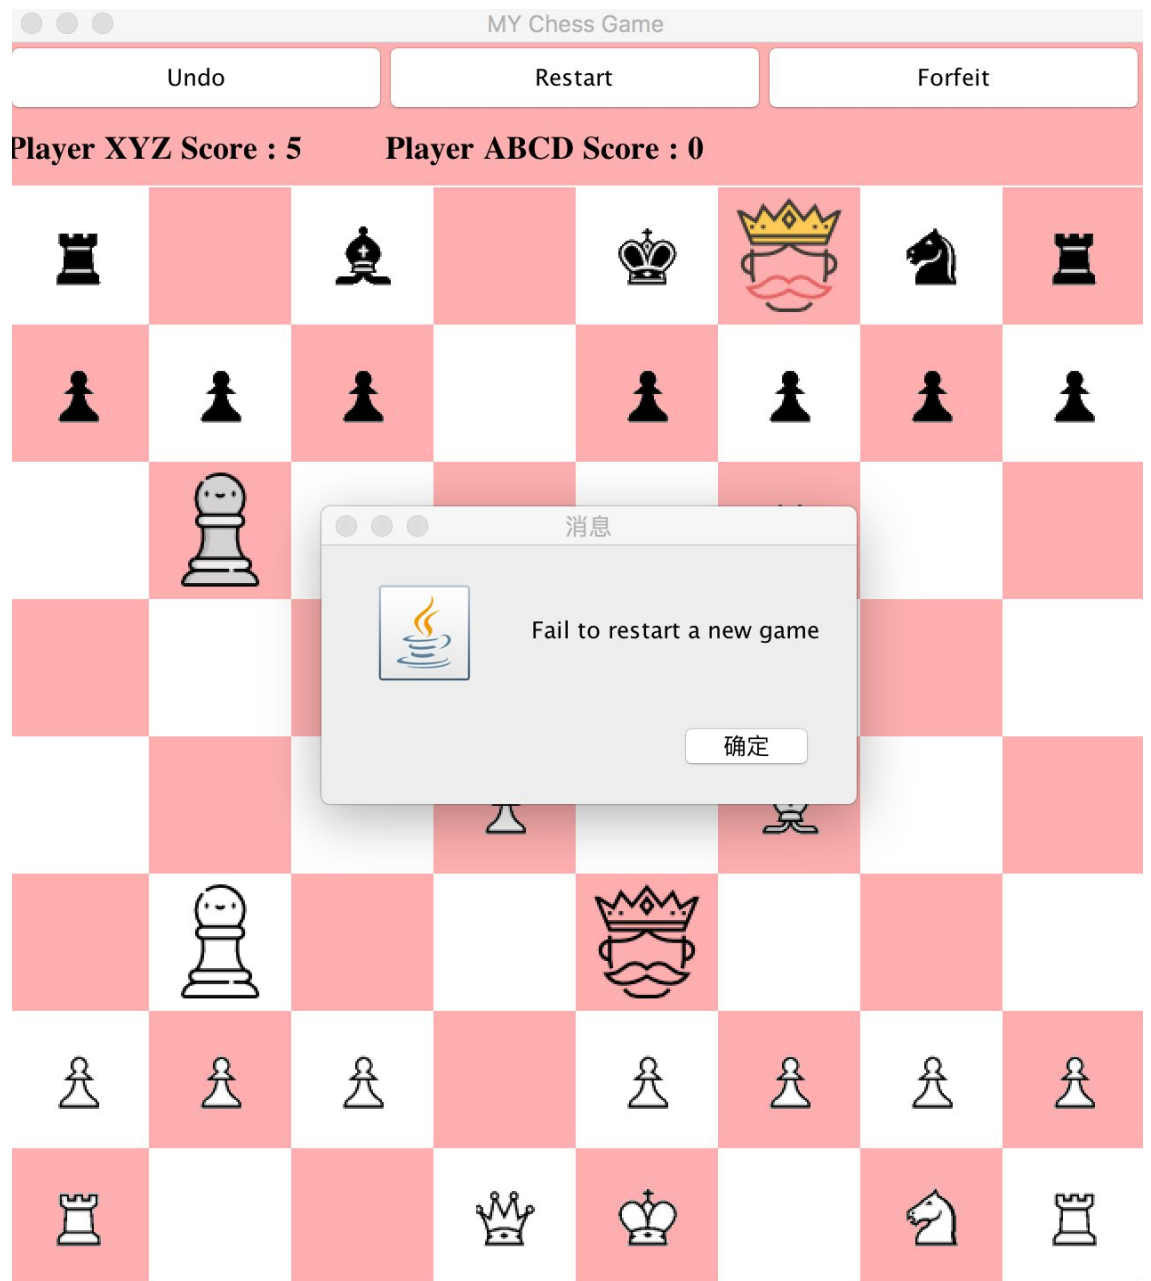 MY Chess Game
Undo
Restart
Forfeit
Player XYZ Score : 5
Player ABCD Score : 0
消息
Fail to restart a new game
确定